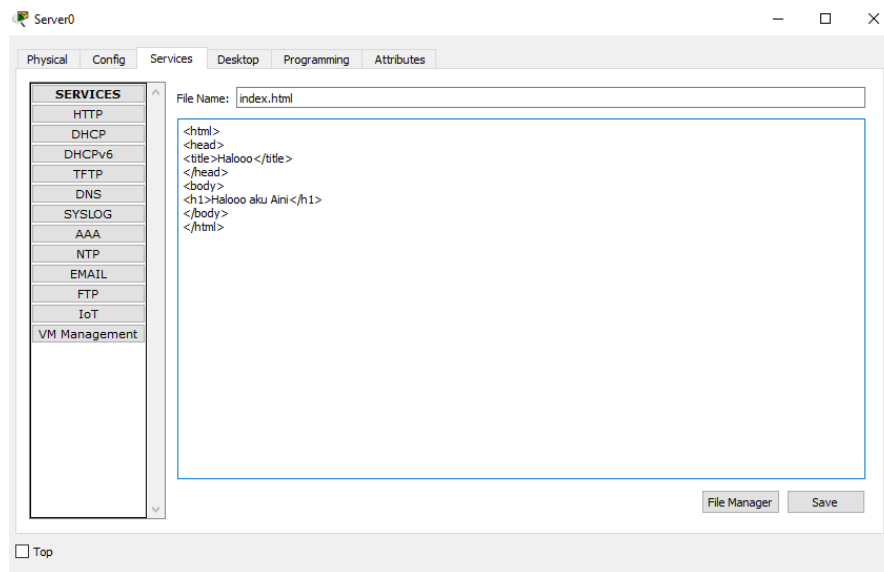 Server0
Physical Config Services Desktop Programming Attributes
SERVICES
HTTP
DHCP
DHCPv6
TFTP
DNS
SYSLOG
AAA
NTP
EMAIL
FTP
IoT
VM Management
File Name: index.html
<html>
<head>
<title>Halooo</title>
</head>
<body>
<h1>Halooo aku Aini</h1>
</body>
</html>
File Manager Save
Top